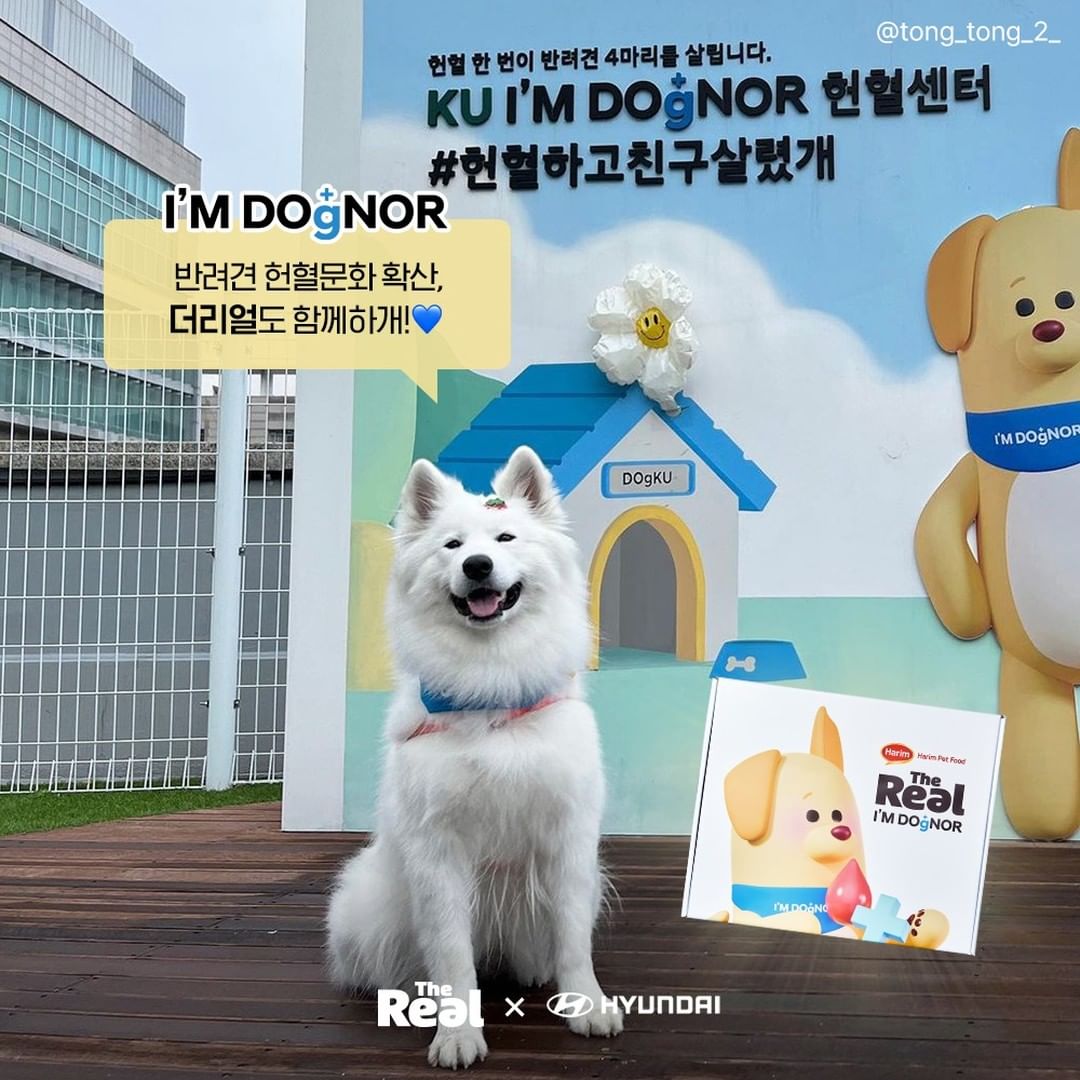 @tong_tong_2_
헌혈 한 번이 반려견 4마리를 살립니다.
KU I'M DOgNOR 헌혈센터
#헌혈하고친구살렸개
I'M DOgNOR
반려견 헌혈문화 확산,
더리얼도 함께하개!💙
DOgKU
I'M DOgNOR
Harim Harim Pet Food
The
Real
I'M DOgNOR
I'M DOgNO
The
Real × HYUNDAI